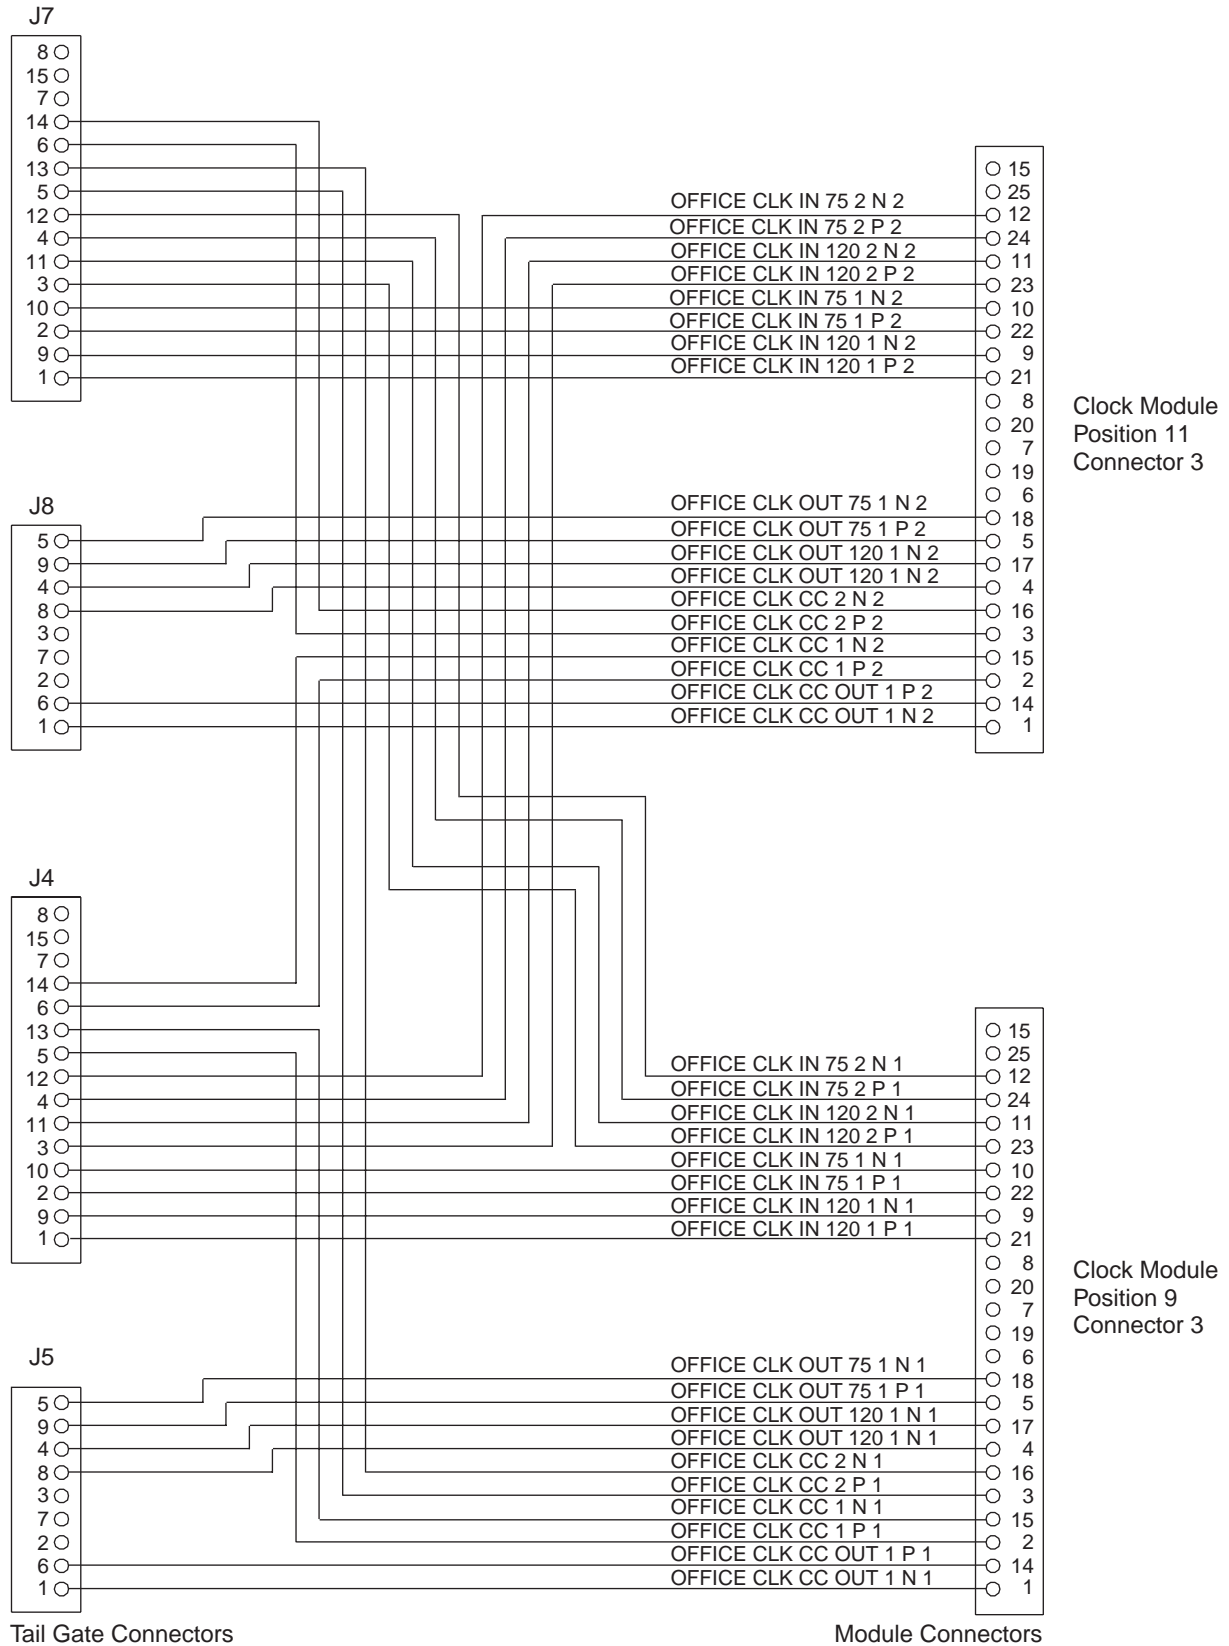 J7
8
15
7
14
6
13
5
12
4
11
3
10
2
9
1
J8
5
9
4
8
3
7
2
6
1
J4
8
15
7
14
6
13
5
12
4
11
3
10
2
9
1
J5
5
9
4
8
3
7
2
6
1
Tail Gate Connectors
OFFICE CLK IN 75 2 N 2
OFFICE CLK IN 75 2 P 2
OFFICE CLK IN 120 2 N 2
OFFICE CLK IN 120 2 P 2
OFFICE CLK IN 75 1 N 2
OFFICE CLK IN 75 1 P 2
OFFICE CLK IN 120 1 N 2
OFFICE CLK IN 120 1 P 2
OFFICE CLK OUT 75 1 N 2
OFFICE CLK OUT 75 1 P 2
OFFICE CLK OUT 120 1 N 2
OFFICE CLK OUT 120 1 N 2
OFFICE CLK CC 2 N 2
OFFICE CLK CC 2 P 2
OFFICE CLK CC 1 N 2
OFFICE CLK CC 1 P 2
OFFICE CLK CC OUT 1 P 2
OFFICE CLK CC OUT 1 N 2
15
25
12
24
11
23
10
22
9
21
8
20
7
19
6
18
5
17
4
16
3
15
2
14
1
Clock Module
Position 11
Connector 3
OFFICE CLK IN 75 2 N 1
OFFICE CLK IN 75 2 P 1
OFFICE CLK IN 120 2 N 1
OFFICE CLK IN 120 2 P 1
OFFICE CLK IN 75 1 N 1
OFFICE CLK IN 75 1 P 1
OFFICE CLK IN 120 1 N 1
OFFICE CLK IN 120 1 P 1
OFFICE CLK OUT 75 1 N 1
OFFICE CLK OUT 75 1 P 1
OFFICE CLK OUT 120 1 N 1
OFFICE CLK OUT 120 1 N 1
OFFICE CLK CC 2 N 1
OFFICE CLK CC 2 P 1
OFFICE CLK CC 1 N 1
OFFICE CLK CC 1 P 1
OFFICE CLK CC OUT 1 P 1
OFFICE CLK CC OUT 1 N 1
15
25
12
24
11
23
10
22
9
21
8
20
7
19
6
18
5
17
4
16
3
15
2
14
1
Clock Module
Position 9
Connector 3
Module Connectors